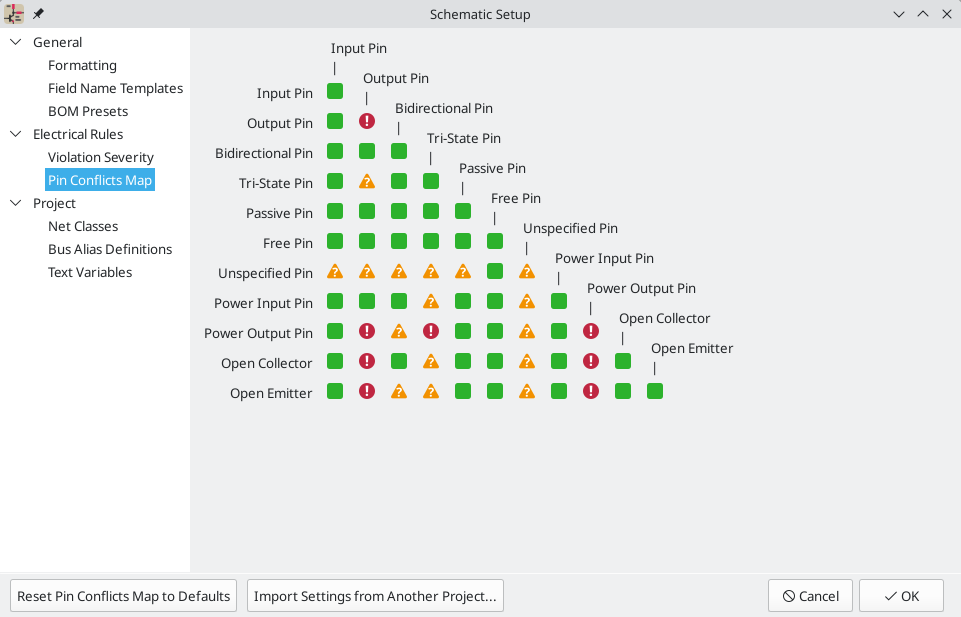 Schematic Setup
General
Formatting
Field Name Templates
BOM Presets
Electrical Rules
Violation Severity
Pin Conflicts Map
Project
Net Classes
Bus Alias Definitions
Text Variables
Input Pin
Output Pin
Bidirectional Pin
Tri-State Pin
Passive Pin
Free Pin
Unspecified Pin
Power Input Pin
Power Output Pin
Open Collector
Open Emitter
Input Pin
Output Pin
Bidirectional Pin
Tri-State Pin
Passive Pin
Free Pin
Unspecified Pin
Power Input Pin
Power Output Pin
Open Collector
Open Emitter
Reset Pin Conflicts Map to Defaults
Import Settings from Another Project...
Cancel
OK